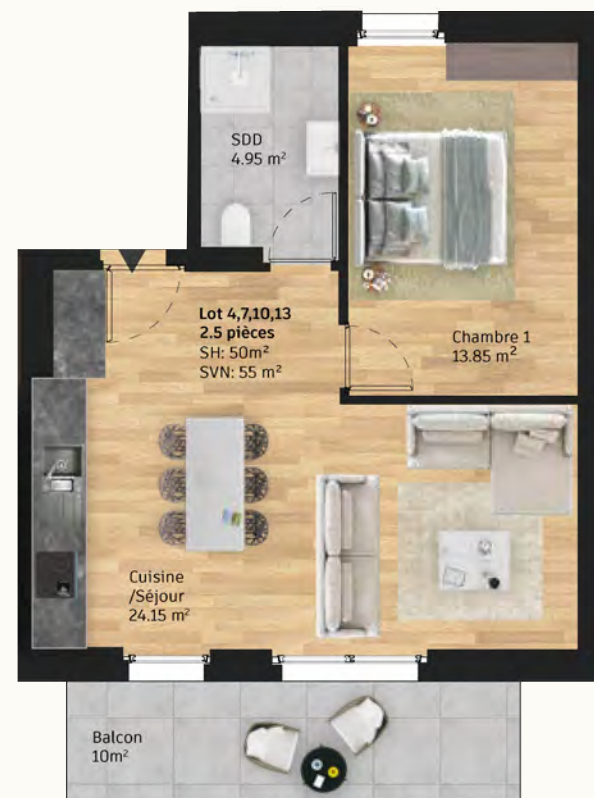 SDD
4.95 m²
Lot 4,7,10,13
2.5 pièces
SH: 50m²
SVN: 55 m²
Chambre 1
13.85 m²
Cuisine
/Séjour
24.15 m²
Balcon
10m²